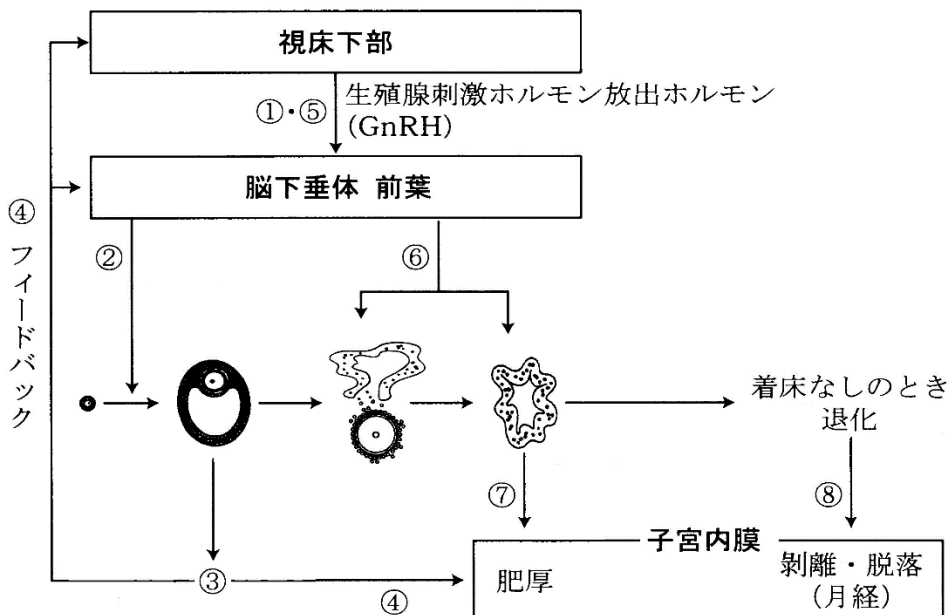 視床下部
①・⑤
生殖腺刺激ホルモン放出ホルモン
(GnRH)
脳下垂体 前葉
④ フィードバック
②
⑥
着床なしのとき
退化
⑦
⑧
子宮内膜
③
④
肥厚
剝離・脱落
(月経)